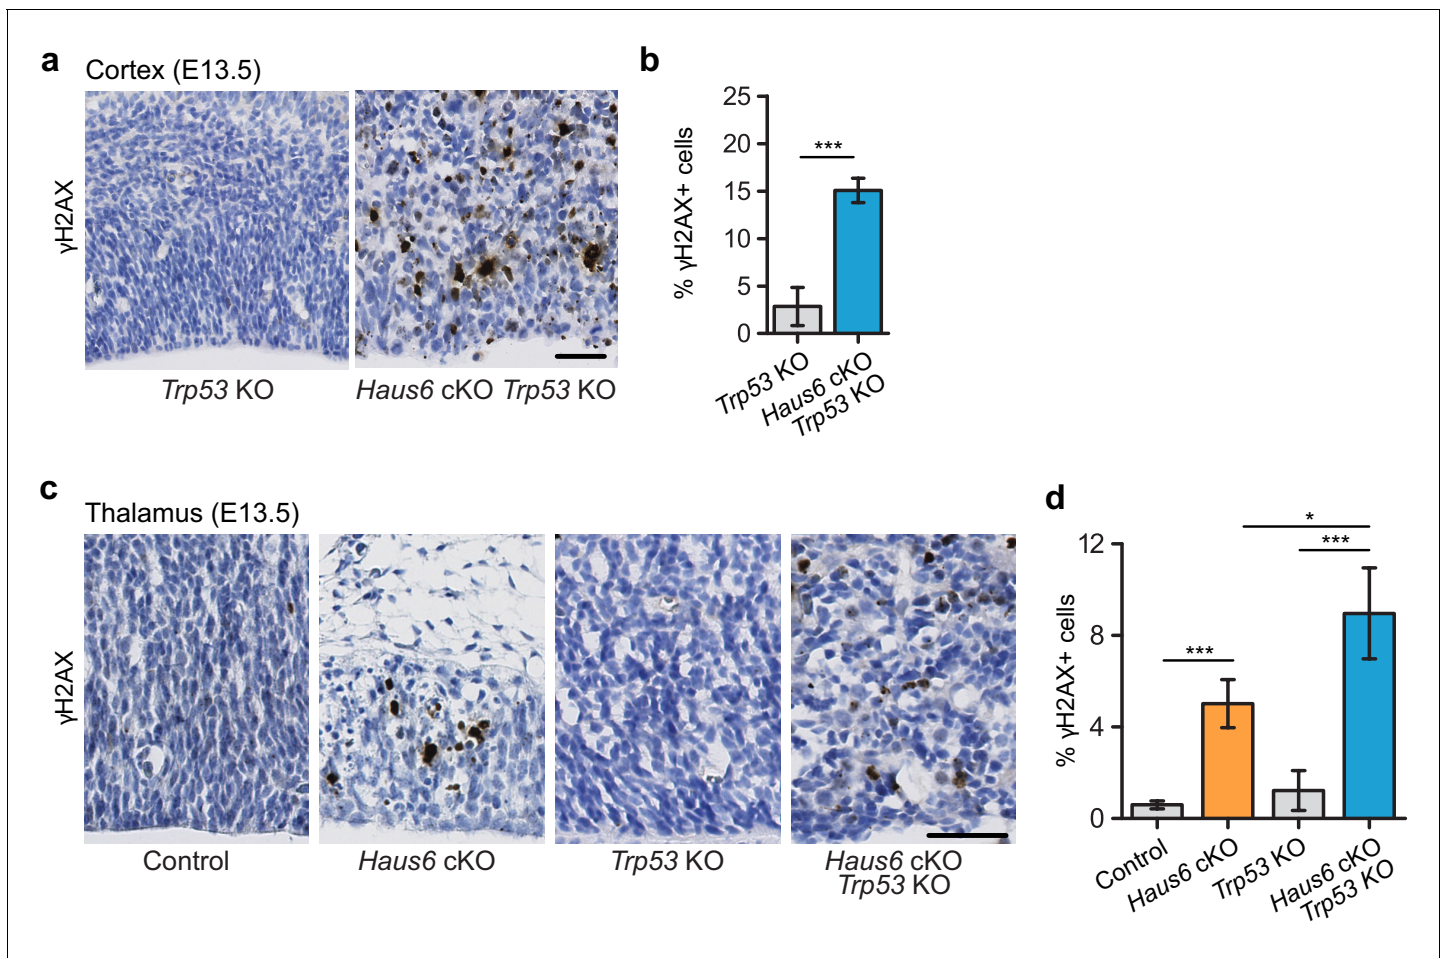 a
Cortex (E13.5)
γH2AX
Trp53 KO
Haus6 cKO Trp53 KO
b
% γH2AX+ cells
25
20
15
10
5
0
***
Trp53 KO
Haus6 cKO
Trp53 KO
c
Thalamus (E13.5)
γH2AX
Control
Haus6 cKO
Trp53 KO
Haus6 cKO
Trp53 KO
d
% γH2AX+ cells
12
8
4
0
*
***
***
Control
Haus6 cKO
Trp53 KO
Haus6 cKO
Trp53 KO